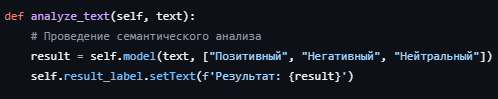 def analyze_text(self, text):
    # Проведение семантического анализа
    result = self.model(text, ["Позитивный", "Негативный", "Нейтральный"])
    self.result_label.setText(f'Результат: {result}')